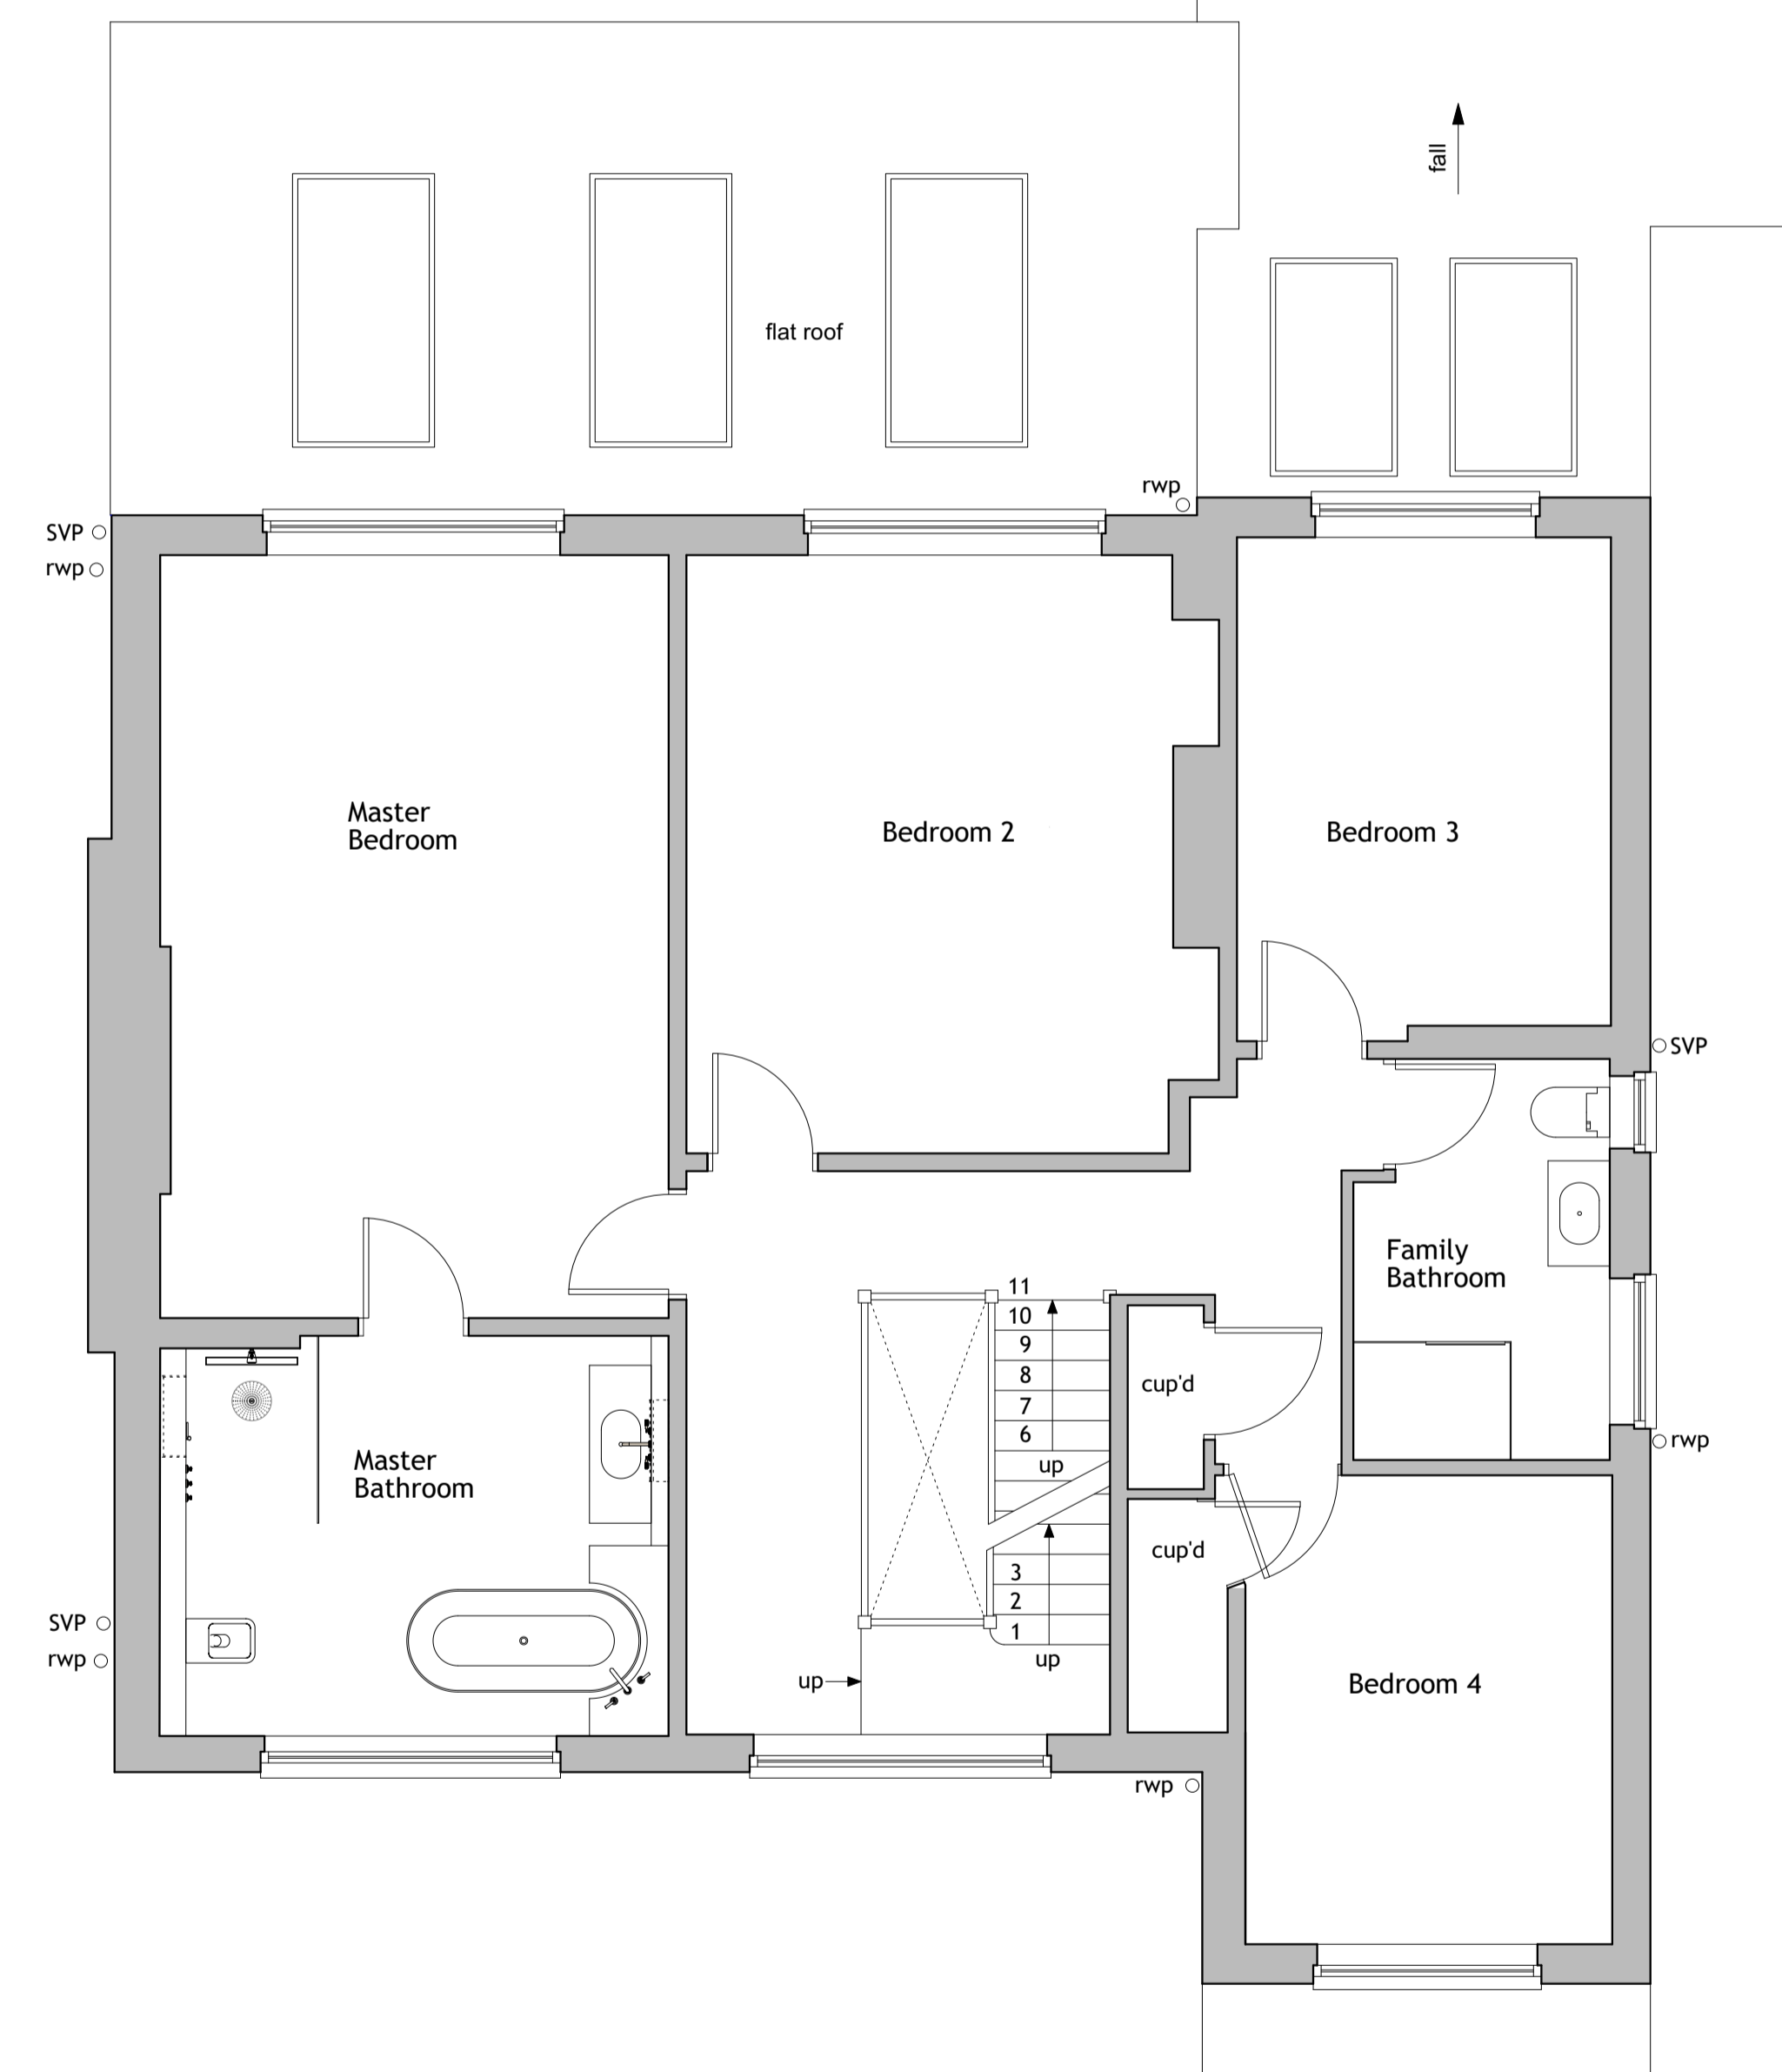 fall
flat roof
rwp
SVP
rwp
Master
Bedroom
Bedroom 2
Bedroom 3
SVP
Family
Bathroom
11
10
9
8
7
6
up
cup'd
rwp
Master
Bathroom
cup'd
3
2
1
up
SVP
rwp
up
Bedroom 4
rwp